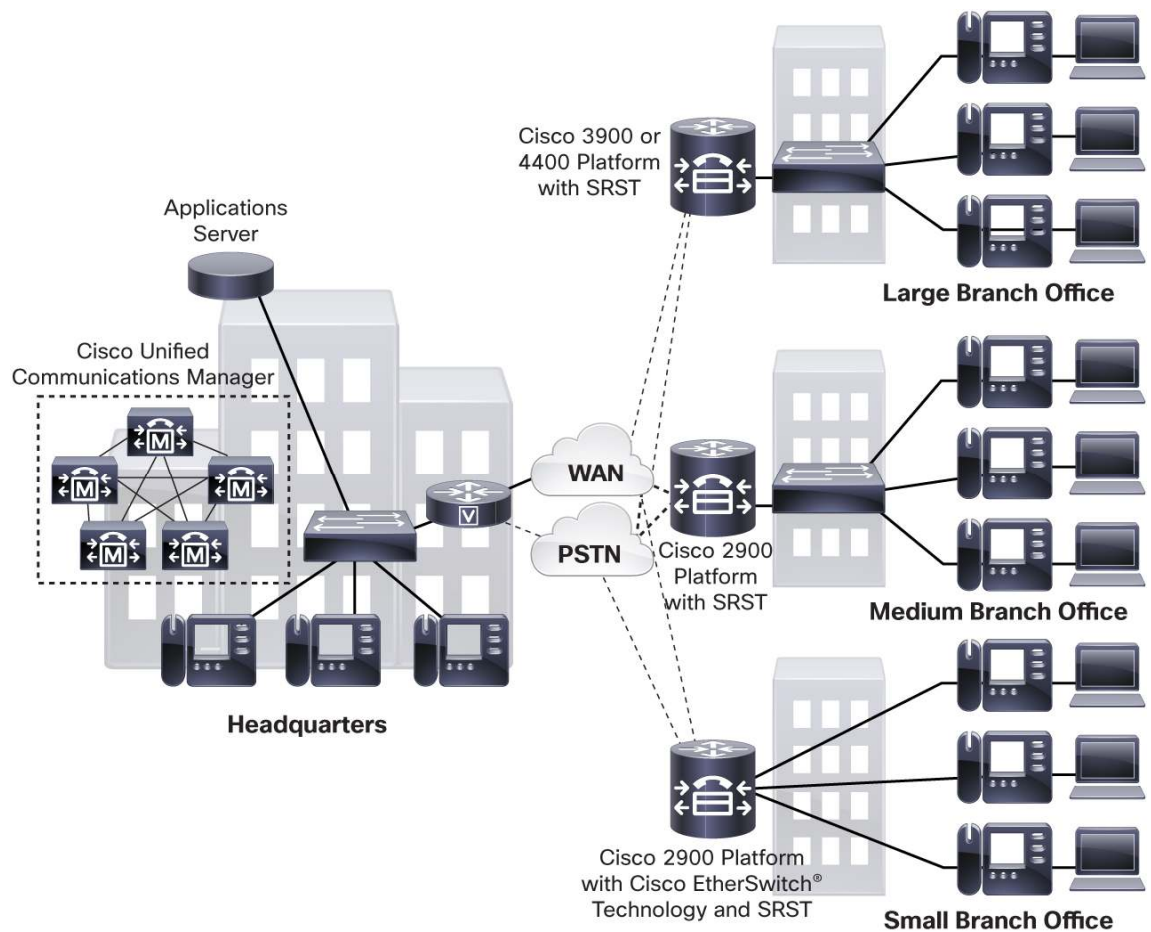 Applications
Server
Cisco Unified
Communications Manager
M
M
M
M
M
V
Headquarters
WAN
PSTN
Cisco 3900 or
4400 Platform
with SRST
Large Branch Office
Cisco 2900
Platform
with SRST
Medium Branch Office
Cisco 2900 Platform
with Cisco EtherSwitch®
Technology and SRST
Small Branch Office